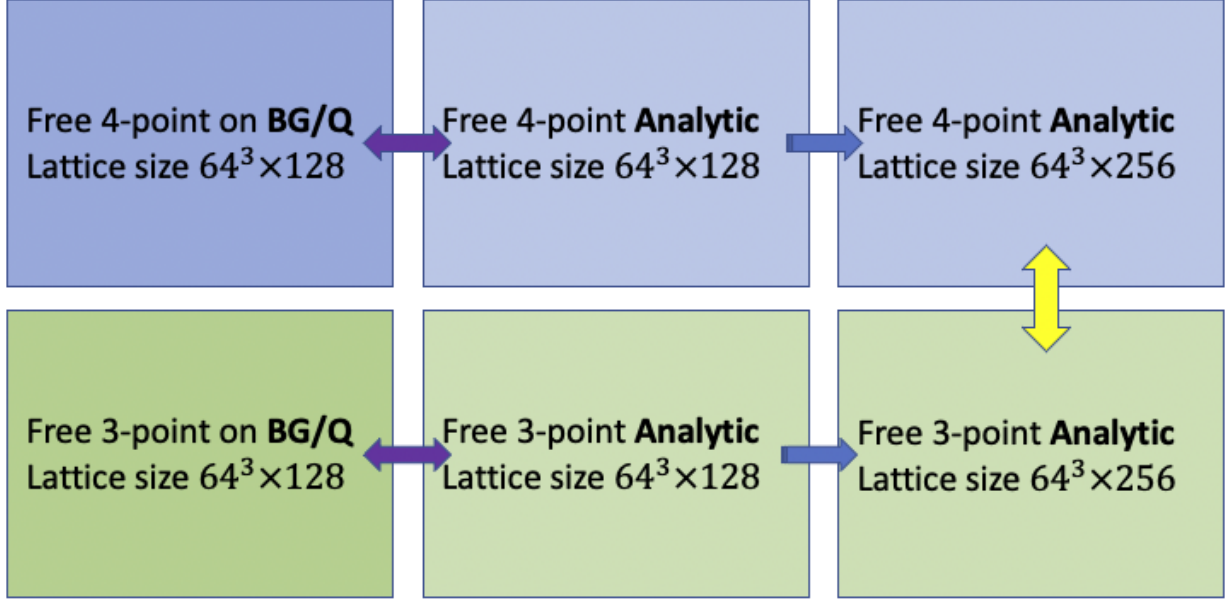 Free 4-point on BG/Q
Lattice size 64³×128
Free 4-point Analytic
Lattice size 64³×128
Free 4-point Analytic
Lattice size 64³×256
Free 3-point on BG/Q
Lattice size 64³×128
Free 3-point Analytic
Lattice size 64³×128
Free 3-point Analytic
Lattice size 64³×256